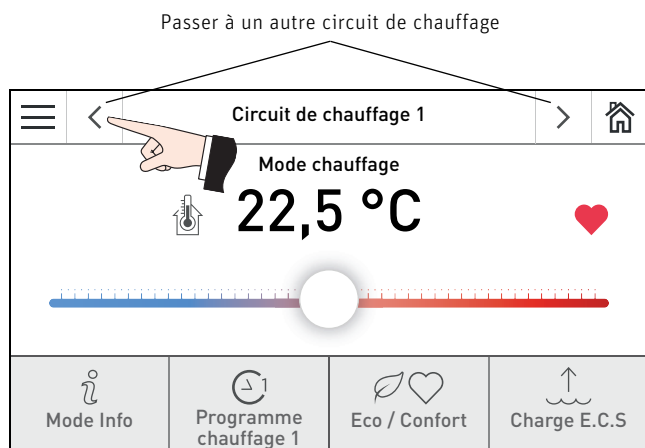 Passer à un autre circuit de chauffage
Circuit de chauffage 1
Mode chauffage
22,5 °C
Mode Info
1
Programme
chauffage 1
Eco / Confort
Charge E.C.S